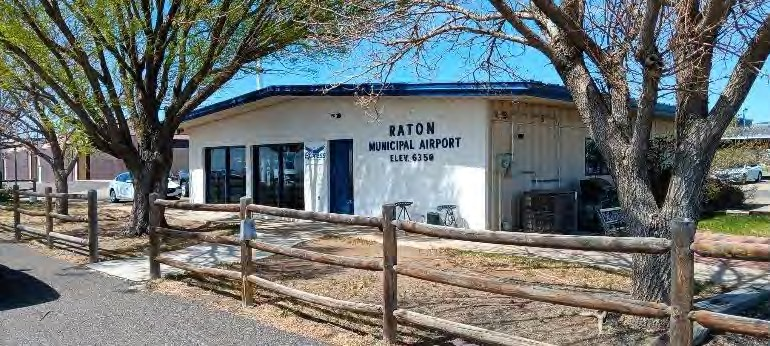 RATON
MUNICIPAL AIRPORT
ELEV. 6350